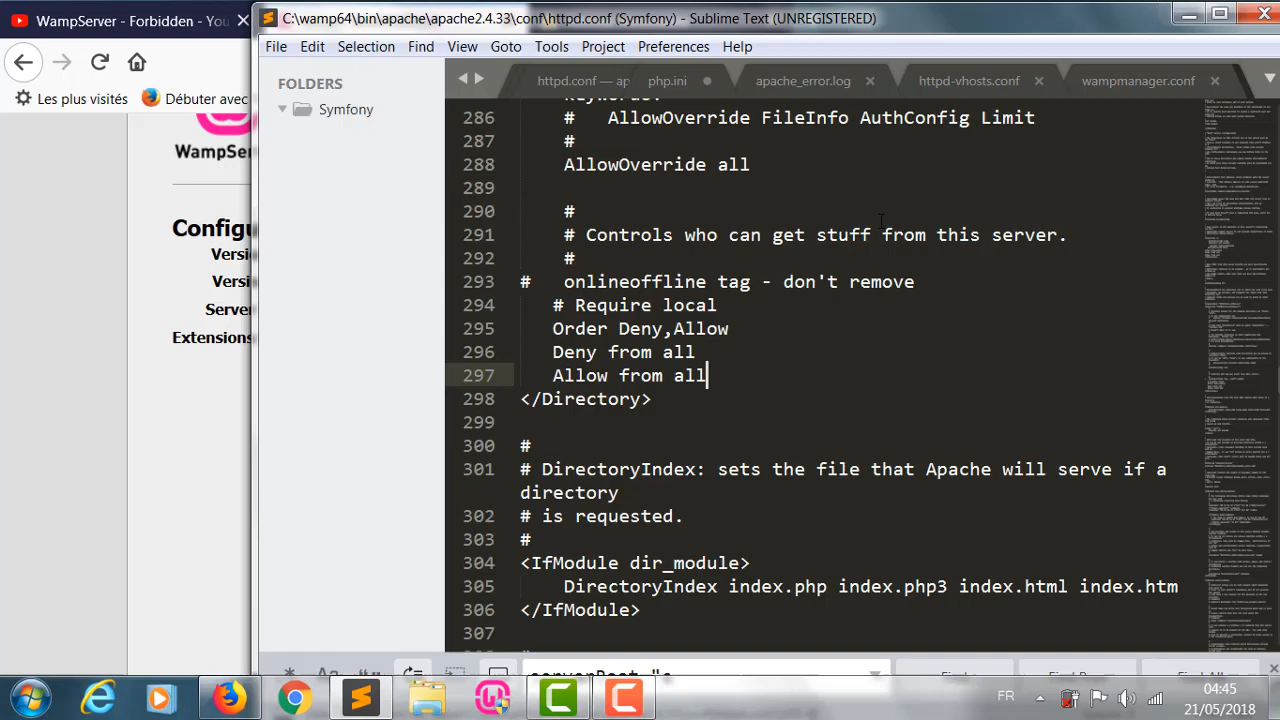 WampServer - Forbidden - You
C:\wamp64\bin\apache\apache2.4.33\conf\httpd.conf (Symfony) - Sublime Text (UNREGISTERED)
File Edit Selection Find View Goto Tools Project Preferences Help
Les plus visités Débuter avec
FOLDERS
Symfony
httpd.conf — ap php.ini apache_error.log httpd-vhosts.conf wampmanager.conf
WampSer
Configu
Versio
Versi
Server
Extensions
286 # AllowOverride FileInfo AuthConfig Limit
287 #
288 AllowOverride all
289
290 #
291 # Controls who can get stuff from this server.
292 #
293 # onlineoffline tag - don't remove
294 # Require local
295 Order Deny,Allow
296 Deny from all
297 Allow from all
298 </Directory>
299
300 #
301 # DirectoryIndex: sets the file that Apache will serve if a
directory
302 # is requested.
303 #
304 <IfModule dir_module>
305 DirectoryIndex index.php index.html index.htm
306 </IfModule>
307
FR
04:45
21/05/2018